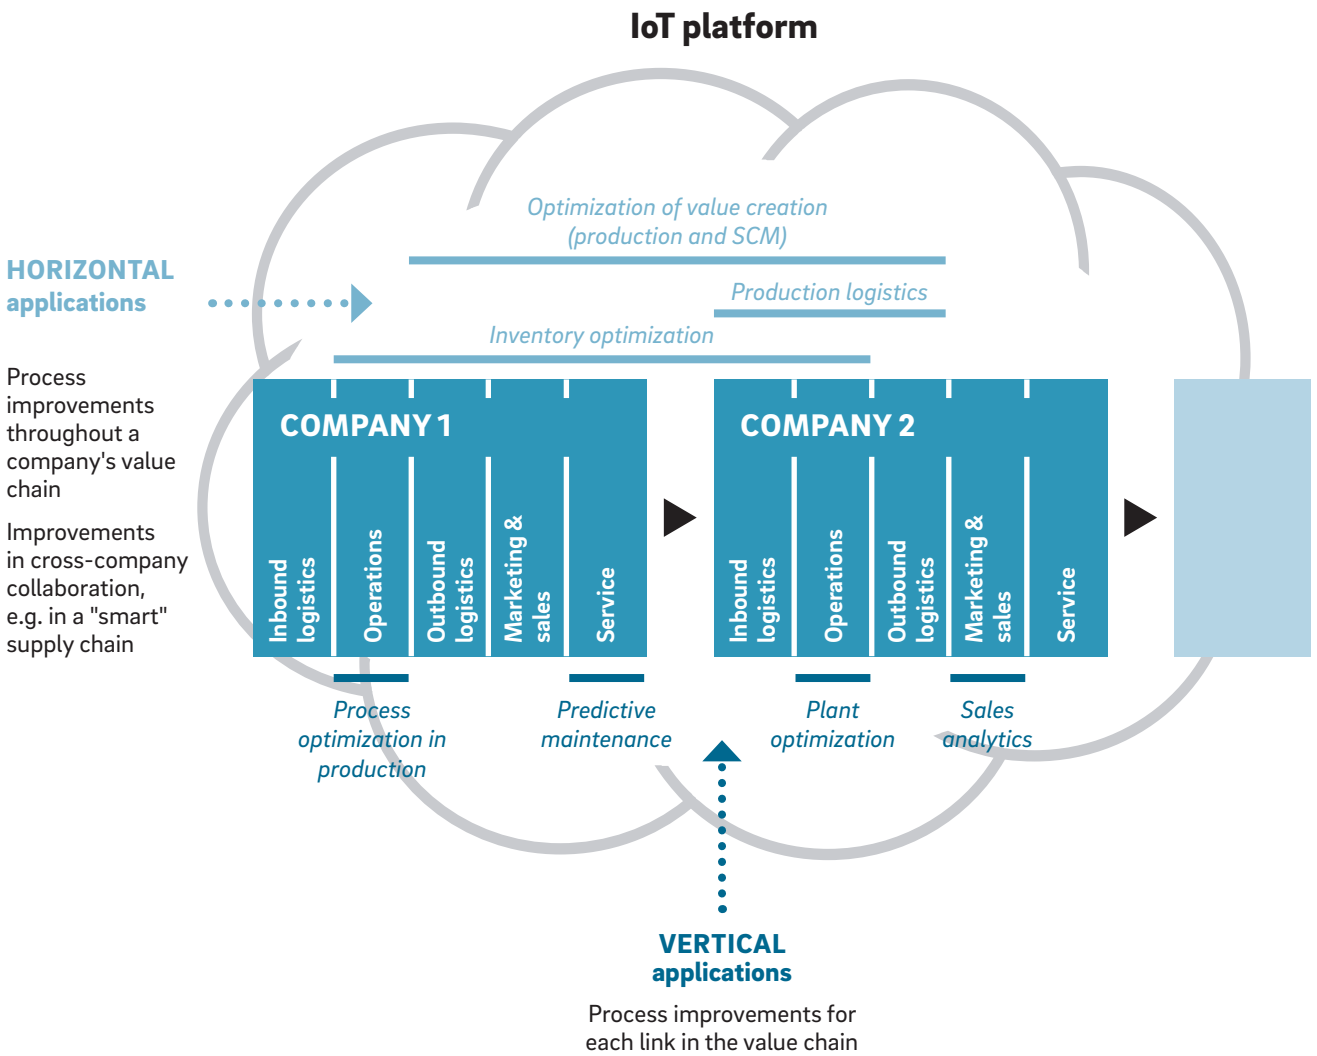 IoT platform
Optimization of value creation
(production and SCM)
HORIZONTAL
applications
Production logistics
Inventory optimization
Process
improvements
throughout a
company's value
chain
Improvements
in cross-company
collaboration,
e.g. in a "smart"
supply chain
COMPANY 1
Inbound
logistics
Operations
Outbound
logistics
Marketing &
sales
Service
COMPANY 2
Inbound
logistics
Operations
Outbound
logistics
Marketing &
sales
Service
Process
optimization in
production
Predictive
maintenance
Plant
optimization
Sales
analytics
VERTICAL
applications
Process improvements for
each link in the value chain